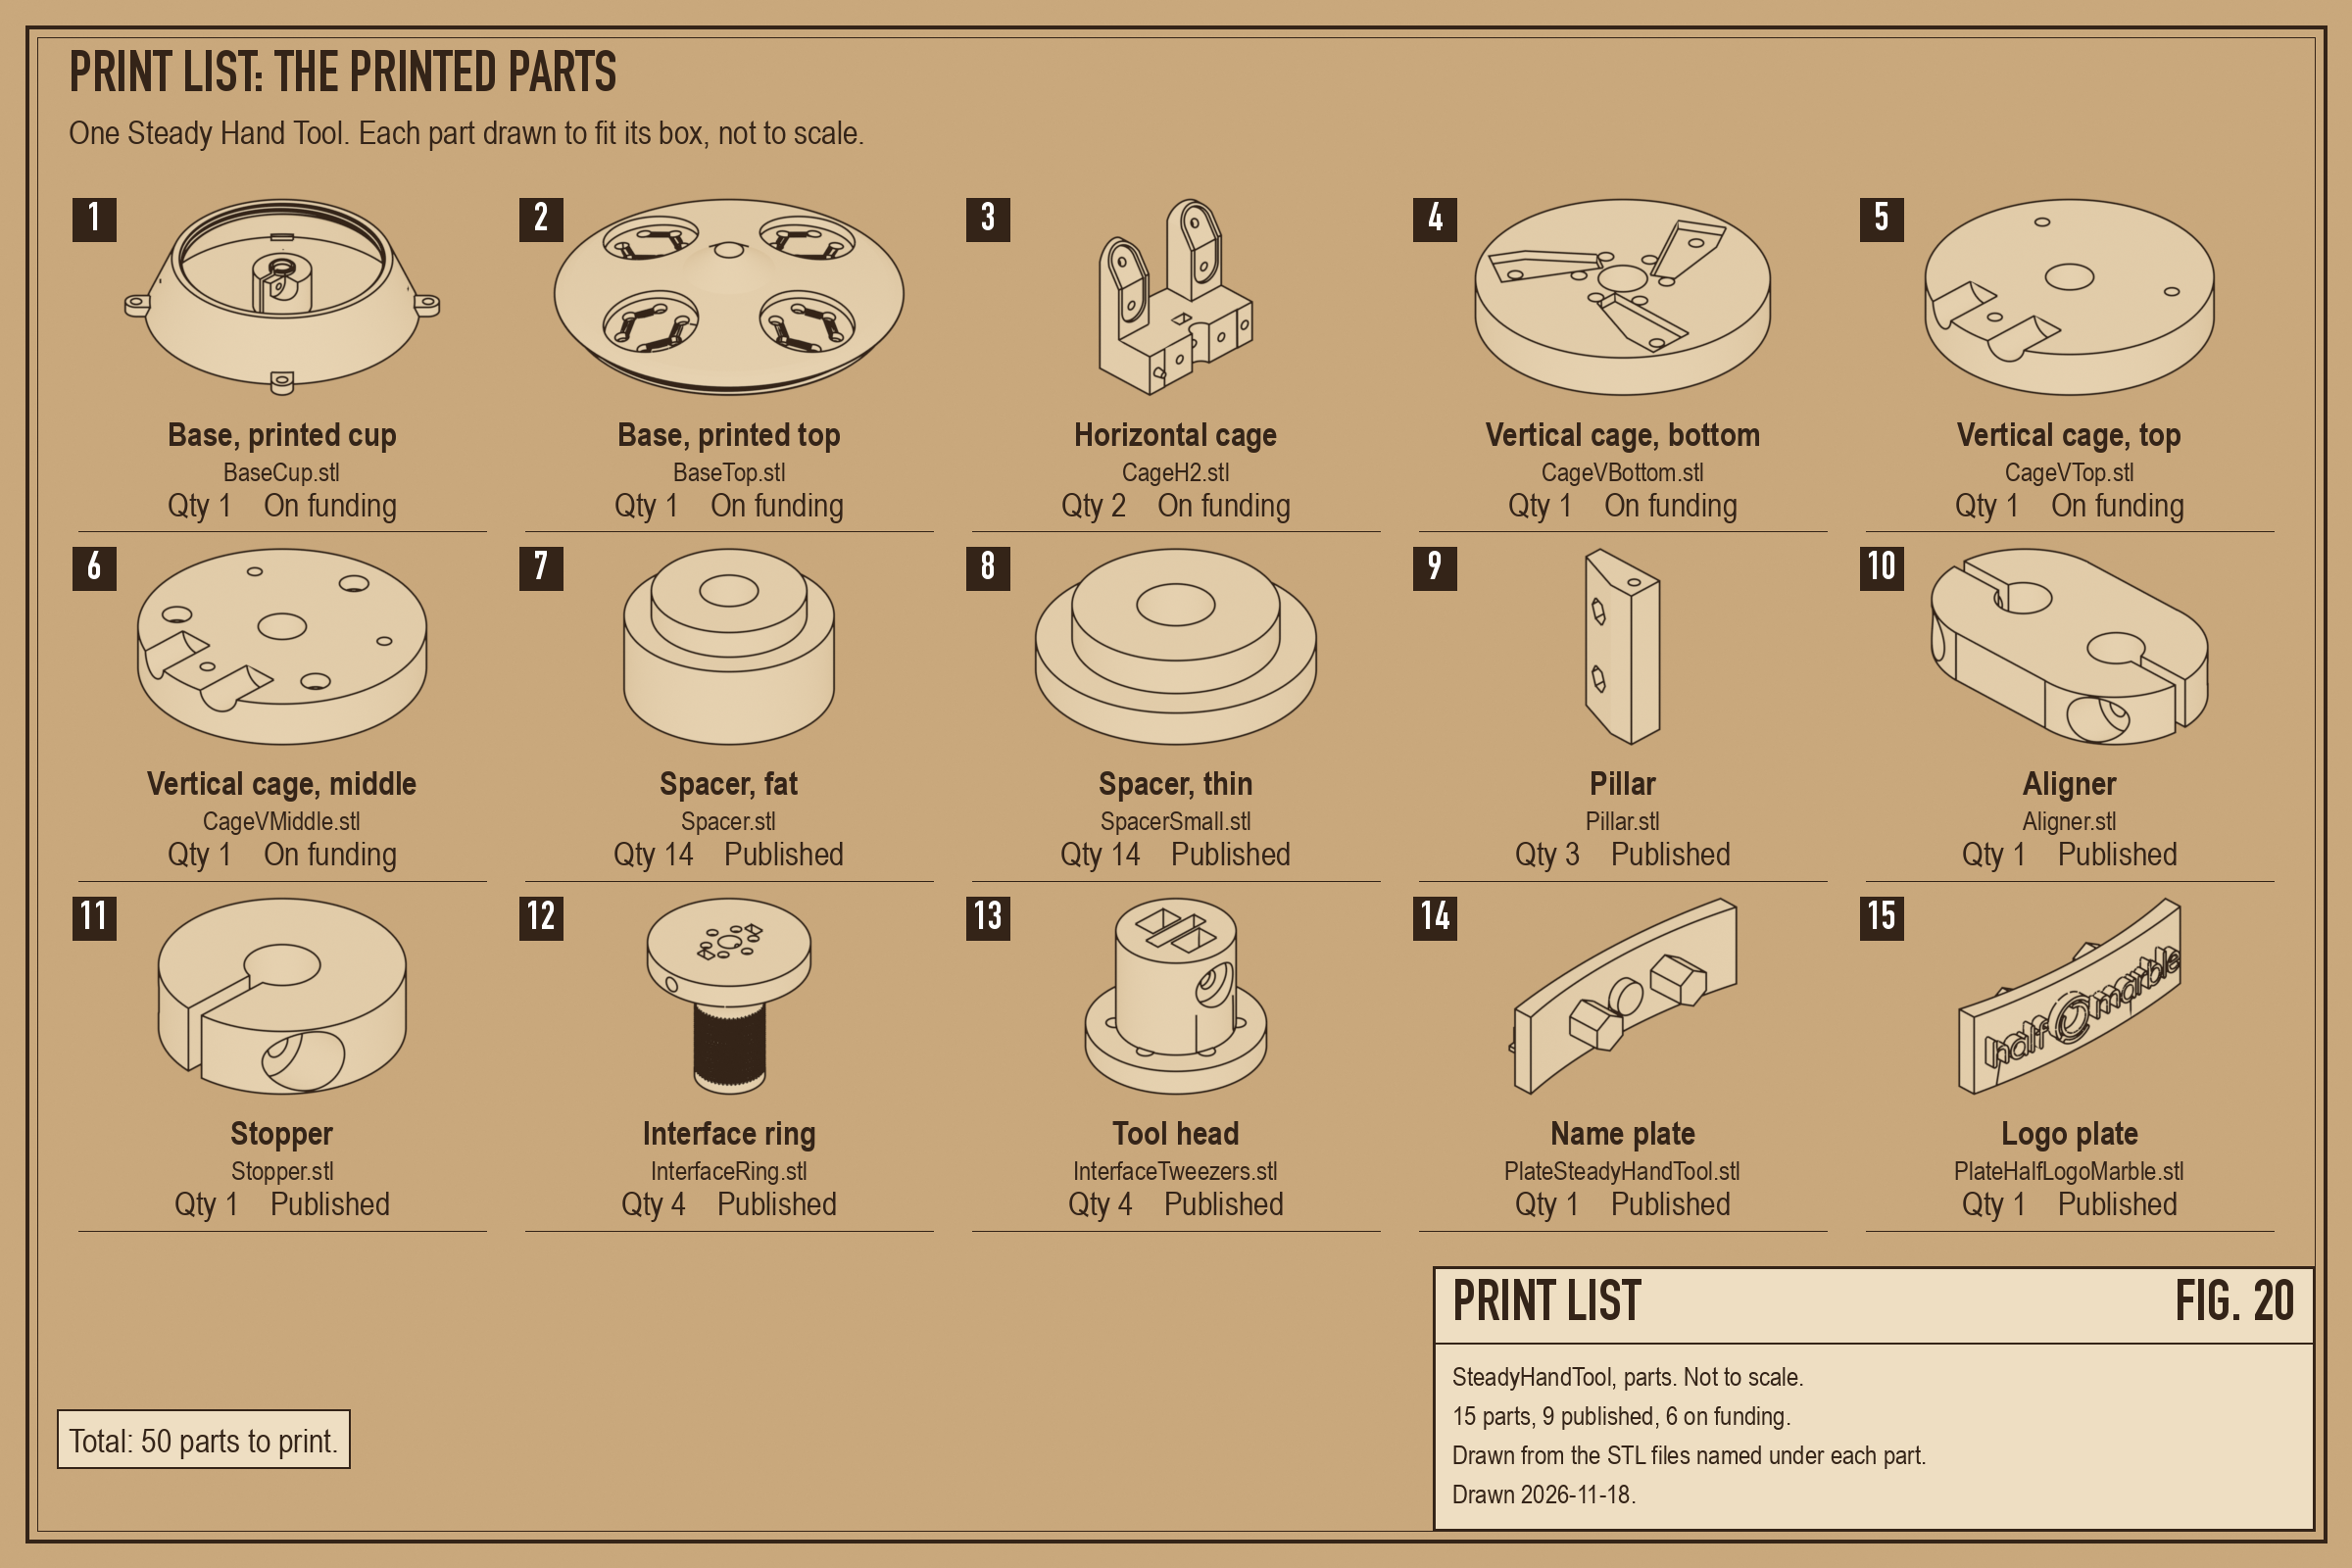 PRINT LIST: THE PRINTED PARTS
One Steady Hand Tool. Each part drawn to fit its box, not to scale.
1
Base, printed cup
BaseCup.stl
Qty 1 On funding
2
Base, printed top
BaseTop.stl
Qty 1 On funding
3
Horizontal cage
CageH2.stl
Qty 2 On funding
4
Vertical cage, bottom
CageVBottom.stl
Qty 1 On funding
5
Vertical cage, top
CageVTop.stl
Qty 1 On funding
6
Vertical cage, middle
CageVMiddle.stl
Qty 1 On funding
7
Spacer, fat
Spacer.stl
Qty 14 Published
8
Spacer, thin
SpacerSmall.stl
Qty 14 Published
9
Pillar
Pillar.stl
Qty 3 Published
10
Aligner
Aligner.stl
Qty 1 Published
11
Stopper
Stopper.stl
Qty 1 Published
12
Interface ring
InterfaceRing.stl
Qty 4 Published
13
Tool head
InterfaceTweezers.stl
Qty 4 Published
14
Name plate
PlateSteadyHandTool.stl
Qty 1 Published
15
half marble
Logo plate
PlateHalfLogoMarble.stl
Qty 1 Published
Total: 50 parts to print.
PRINT LIST FIG. 20
SteadyHandTool, parts. Not to scale.
15 parts, 9 published, 6 on funding.
Drawn from the STL files named under each part.
Drawn 2026-11-18.